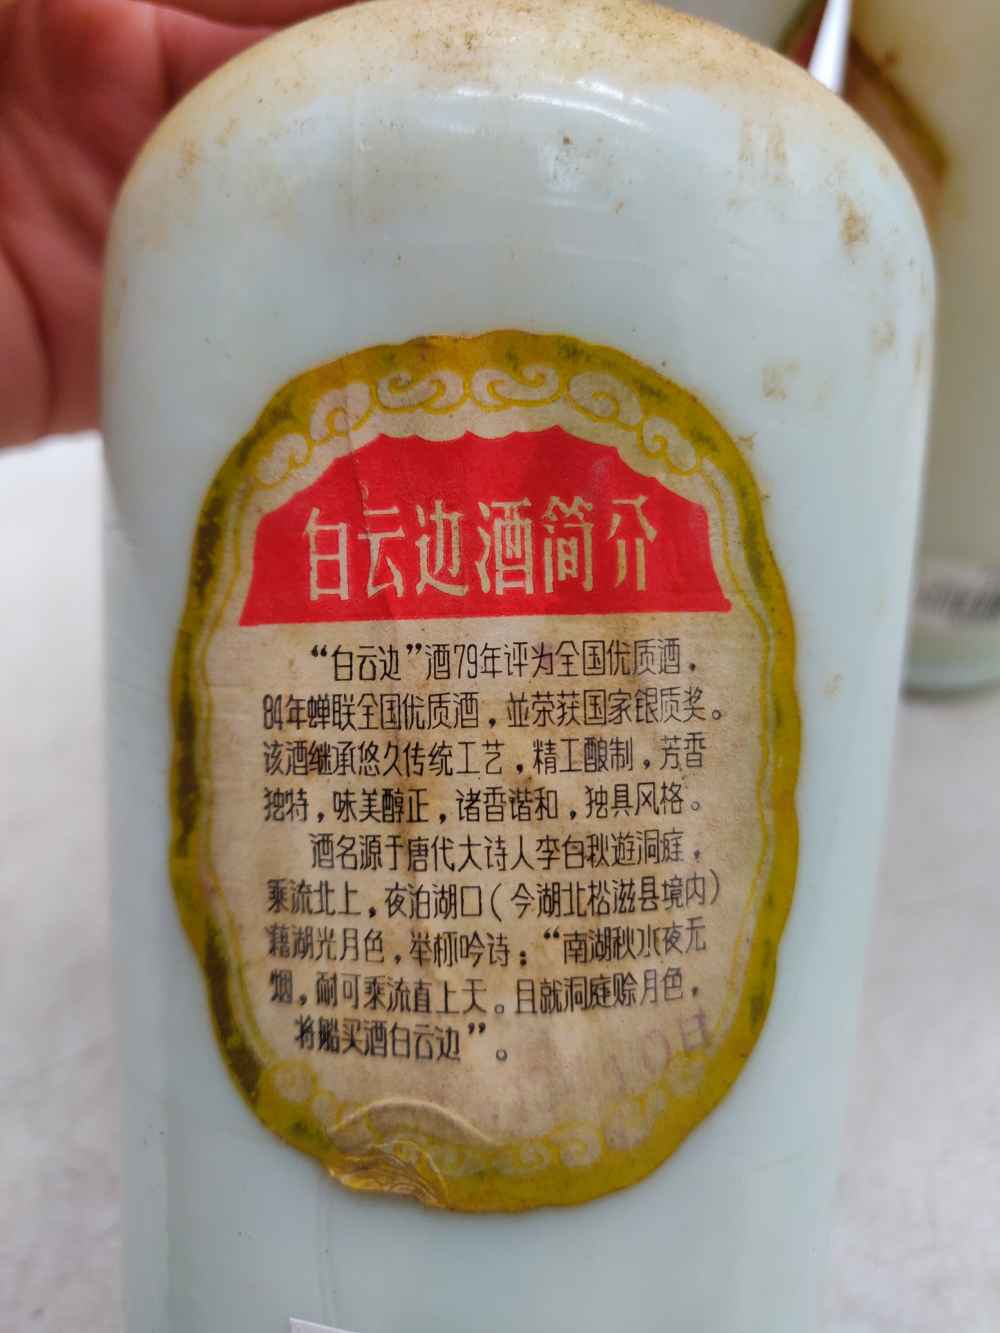 白云边酒简介
“白云边”酒79年评为全国优质酒，
84年蝉联全国优质酒，並荣获国家银质奖。
该酒继承悠久传统工艺，精工酿制，芳香
独特，味美醇正，诸香谐和，独具风格。
酒名源于唐代大诗人李白秋遊洞庭，
乘流北上，夜泊湖口（今湖北松滋县境内）
藉湖光月色，举杯吟诗：“南湖秋水夜无
烟，耐可乘流直上天。且就洞庭赊月色，
将船买酒白云边”。
10日